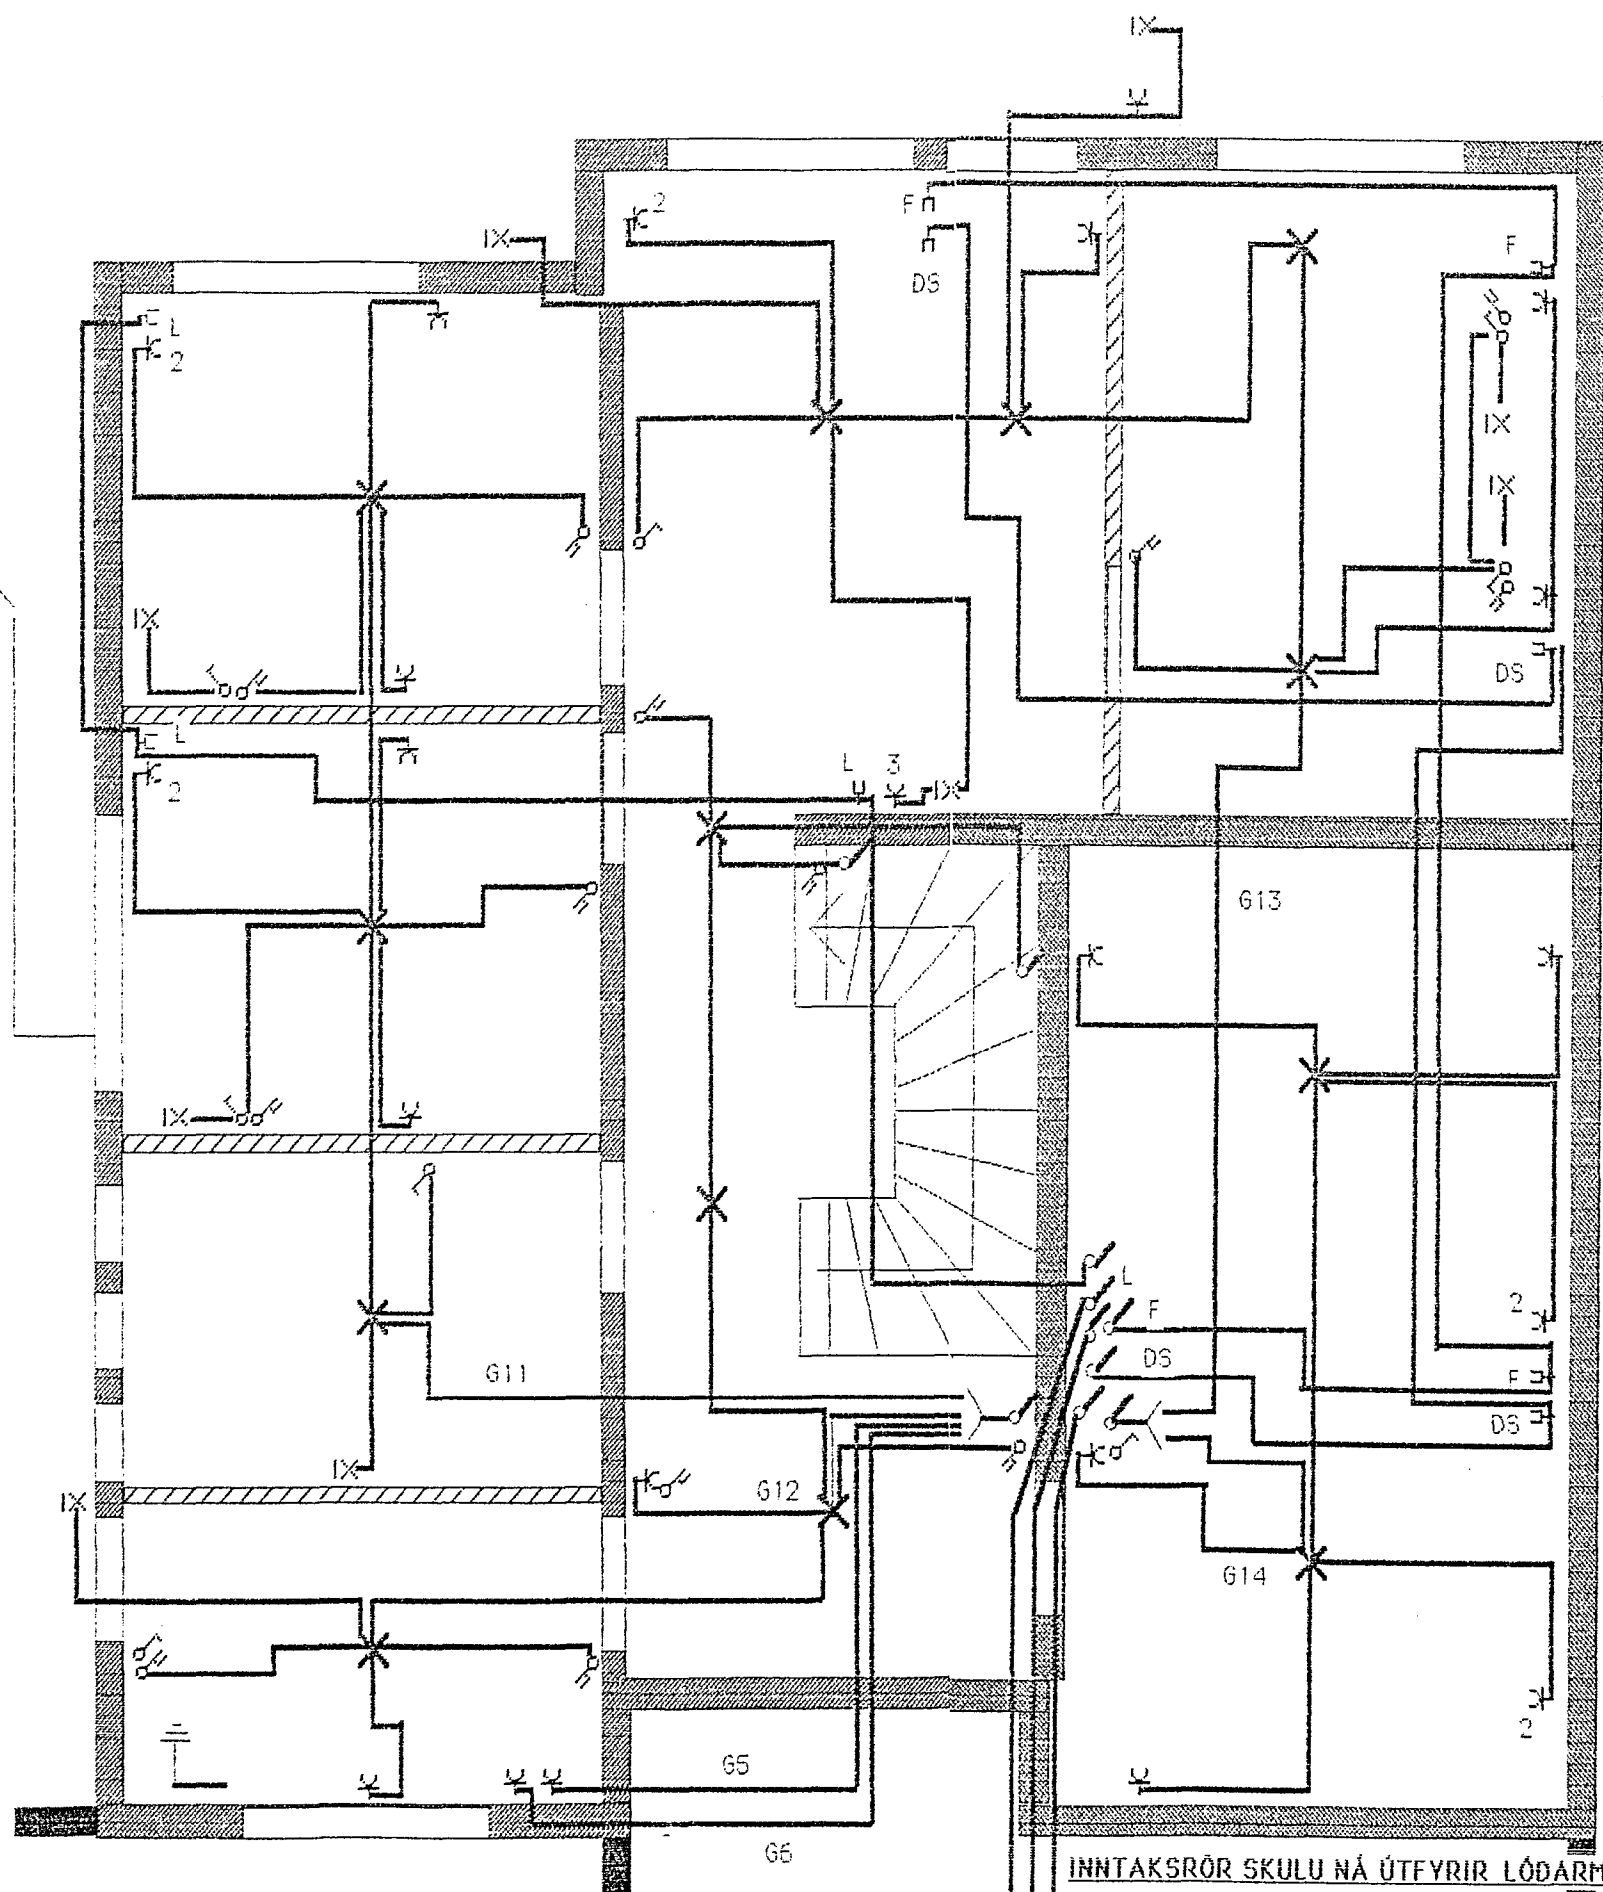 IX
2
F
IX
F
DS
L
2
IX
IX
IX
DS
L
L
3
IX
2
G13
IX
L
2
F
DS
G11
F
DS
IX
G12
IX
G14
2
G5
G6
INNTAKSRÖR SKULU NÁ ÚTFYRIR LÓÐARM